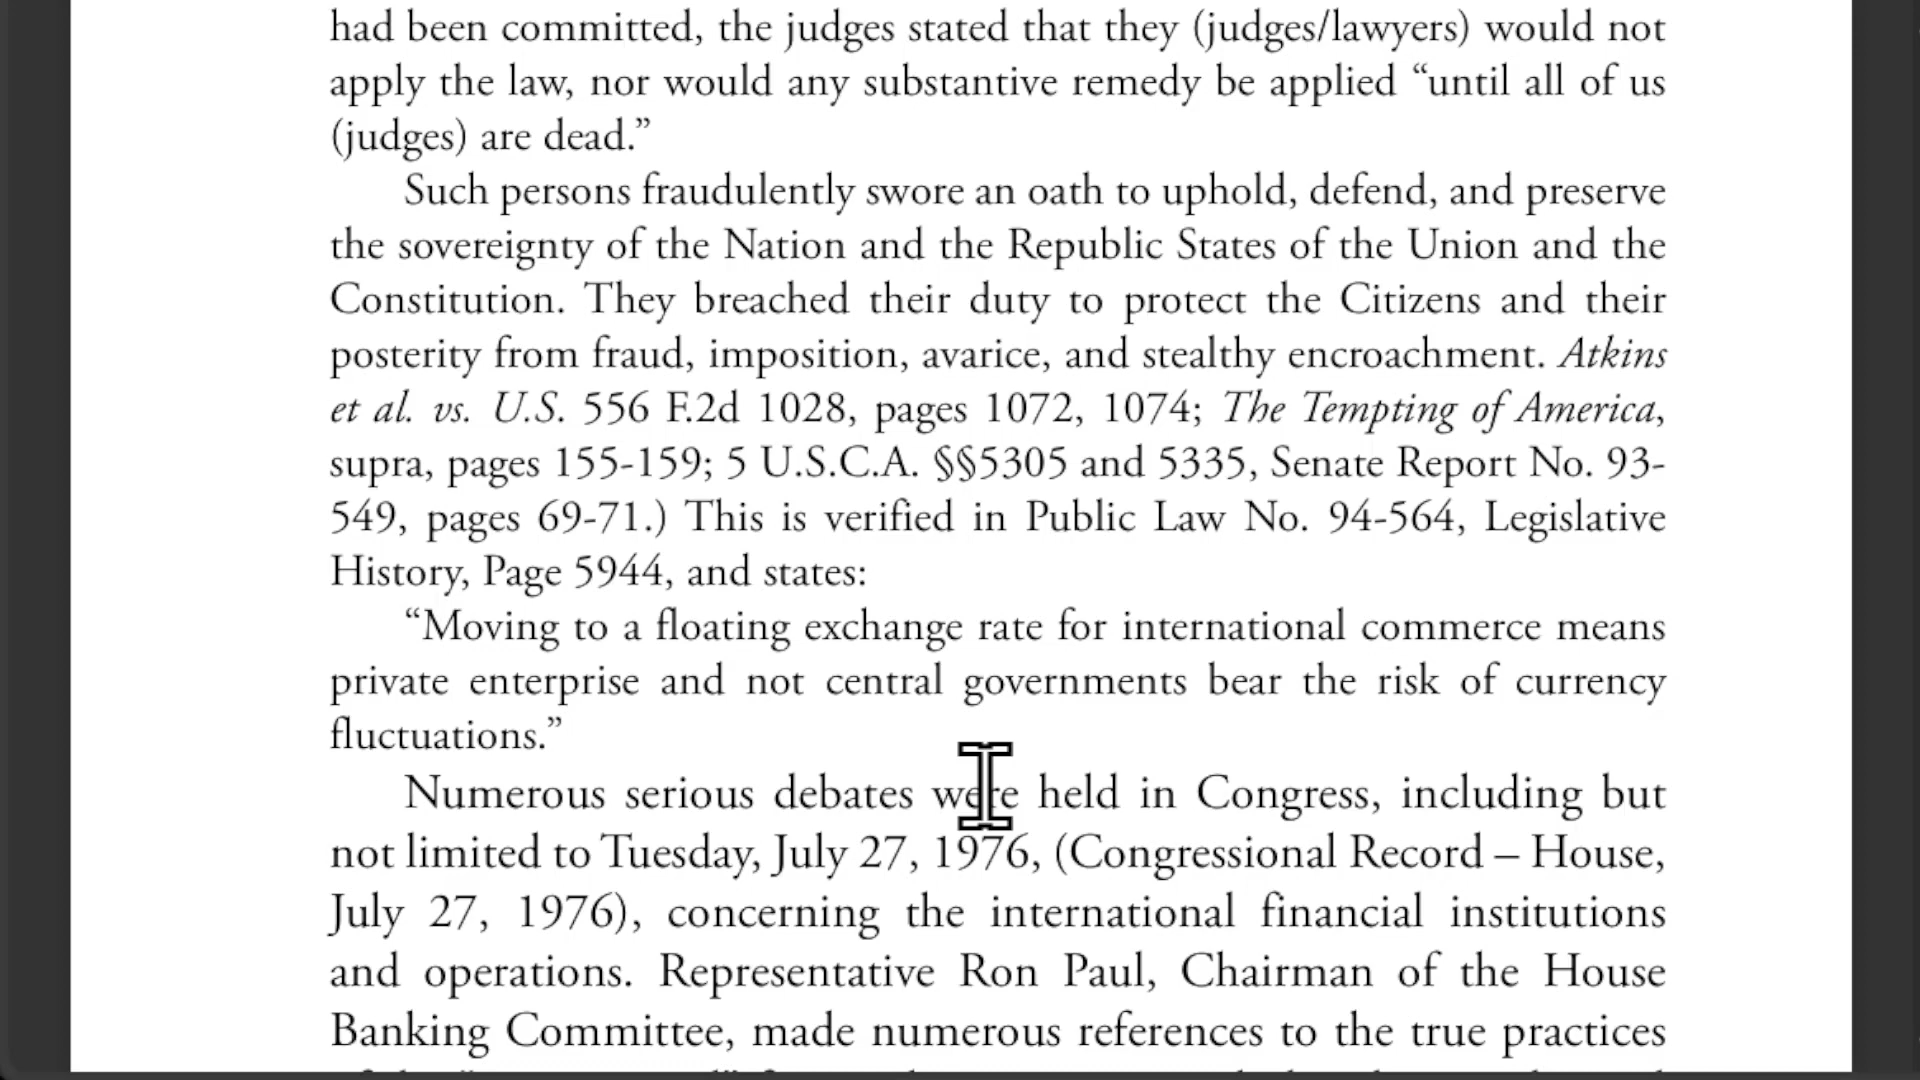 had been committed, the judges stated that they (judges/lawyers) would not
apply the law, nor would any substantive remedy be applied “until all of us
(judges) are dead.”
Such persons fraudulently swore an oath to uphold, defend, and preserve
the sovereignty of the Nation and the Republic States of the Union and the
Constitution. They breached their duty to protect the Citizens and their
posterity from fraud, imposition, avarice, and stealthy encroachment. Atkins
et al. vs. U.S. 556 F.2d 1028, pages 1072, 1074; The Tempting of America,
supra, pages 155-159; 5 U.S.C.A. §§5305 and 5335, Senate Report No. 93-
549, pages 69-71.) This is verified in Public Law No. 94-564, Legislative
History, Page 5944, and states:
“Moving to a floating exchange rate for international commerce means
private enterprise and not central governments bear the risk of currency
fluctuations.”
Numerous serious debates were held in Congress, including but
not limited to Tuesday, July 27, 1976, (Congressional Record – House,
July 27, 1976), concerning the international financial institutions
and operations. Representative Ron Paul, Chairman of the House
Banking Committee, made numerous references to the true practices